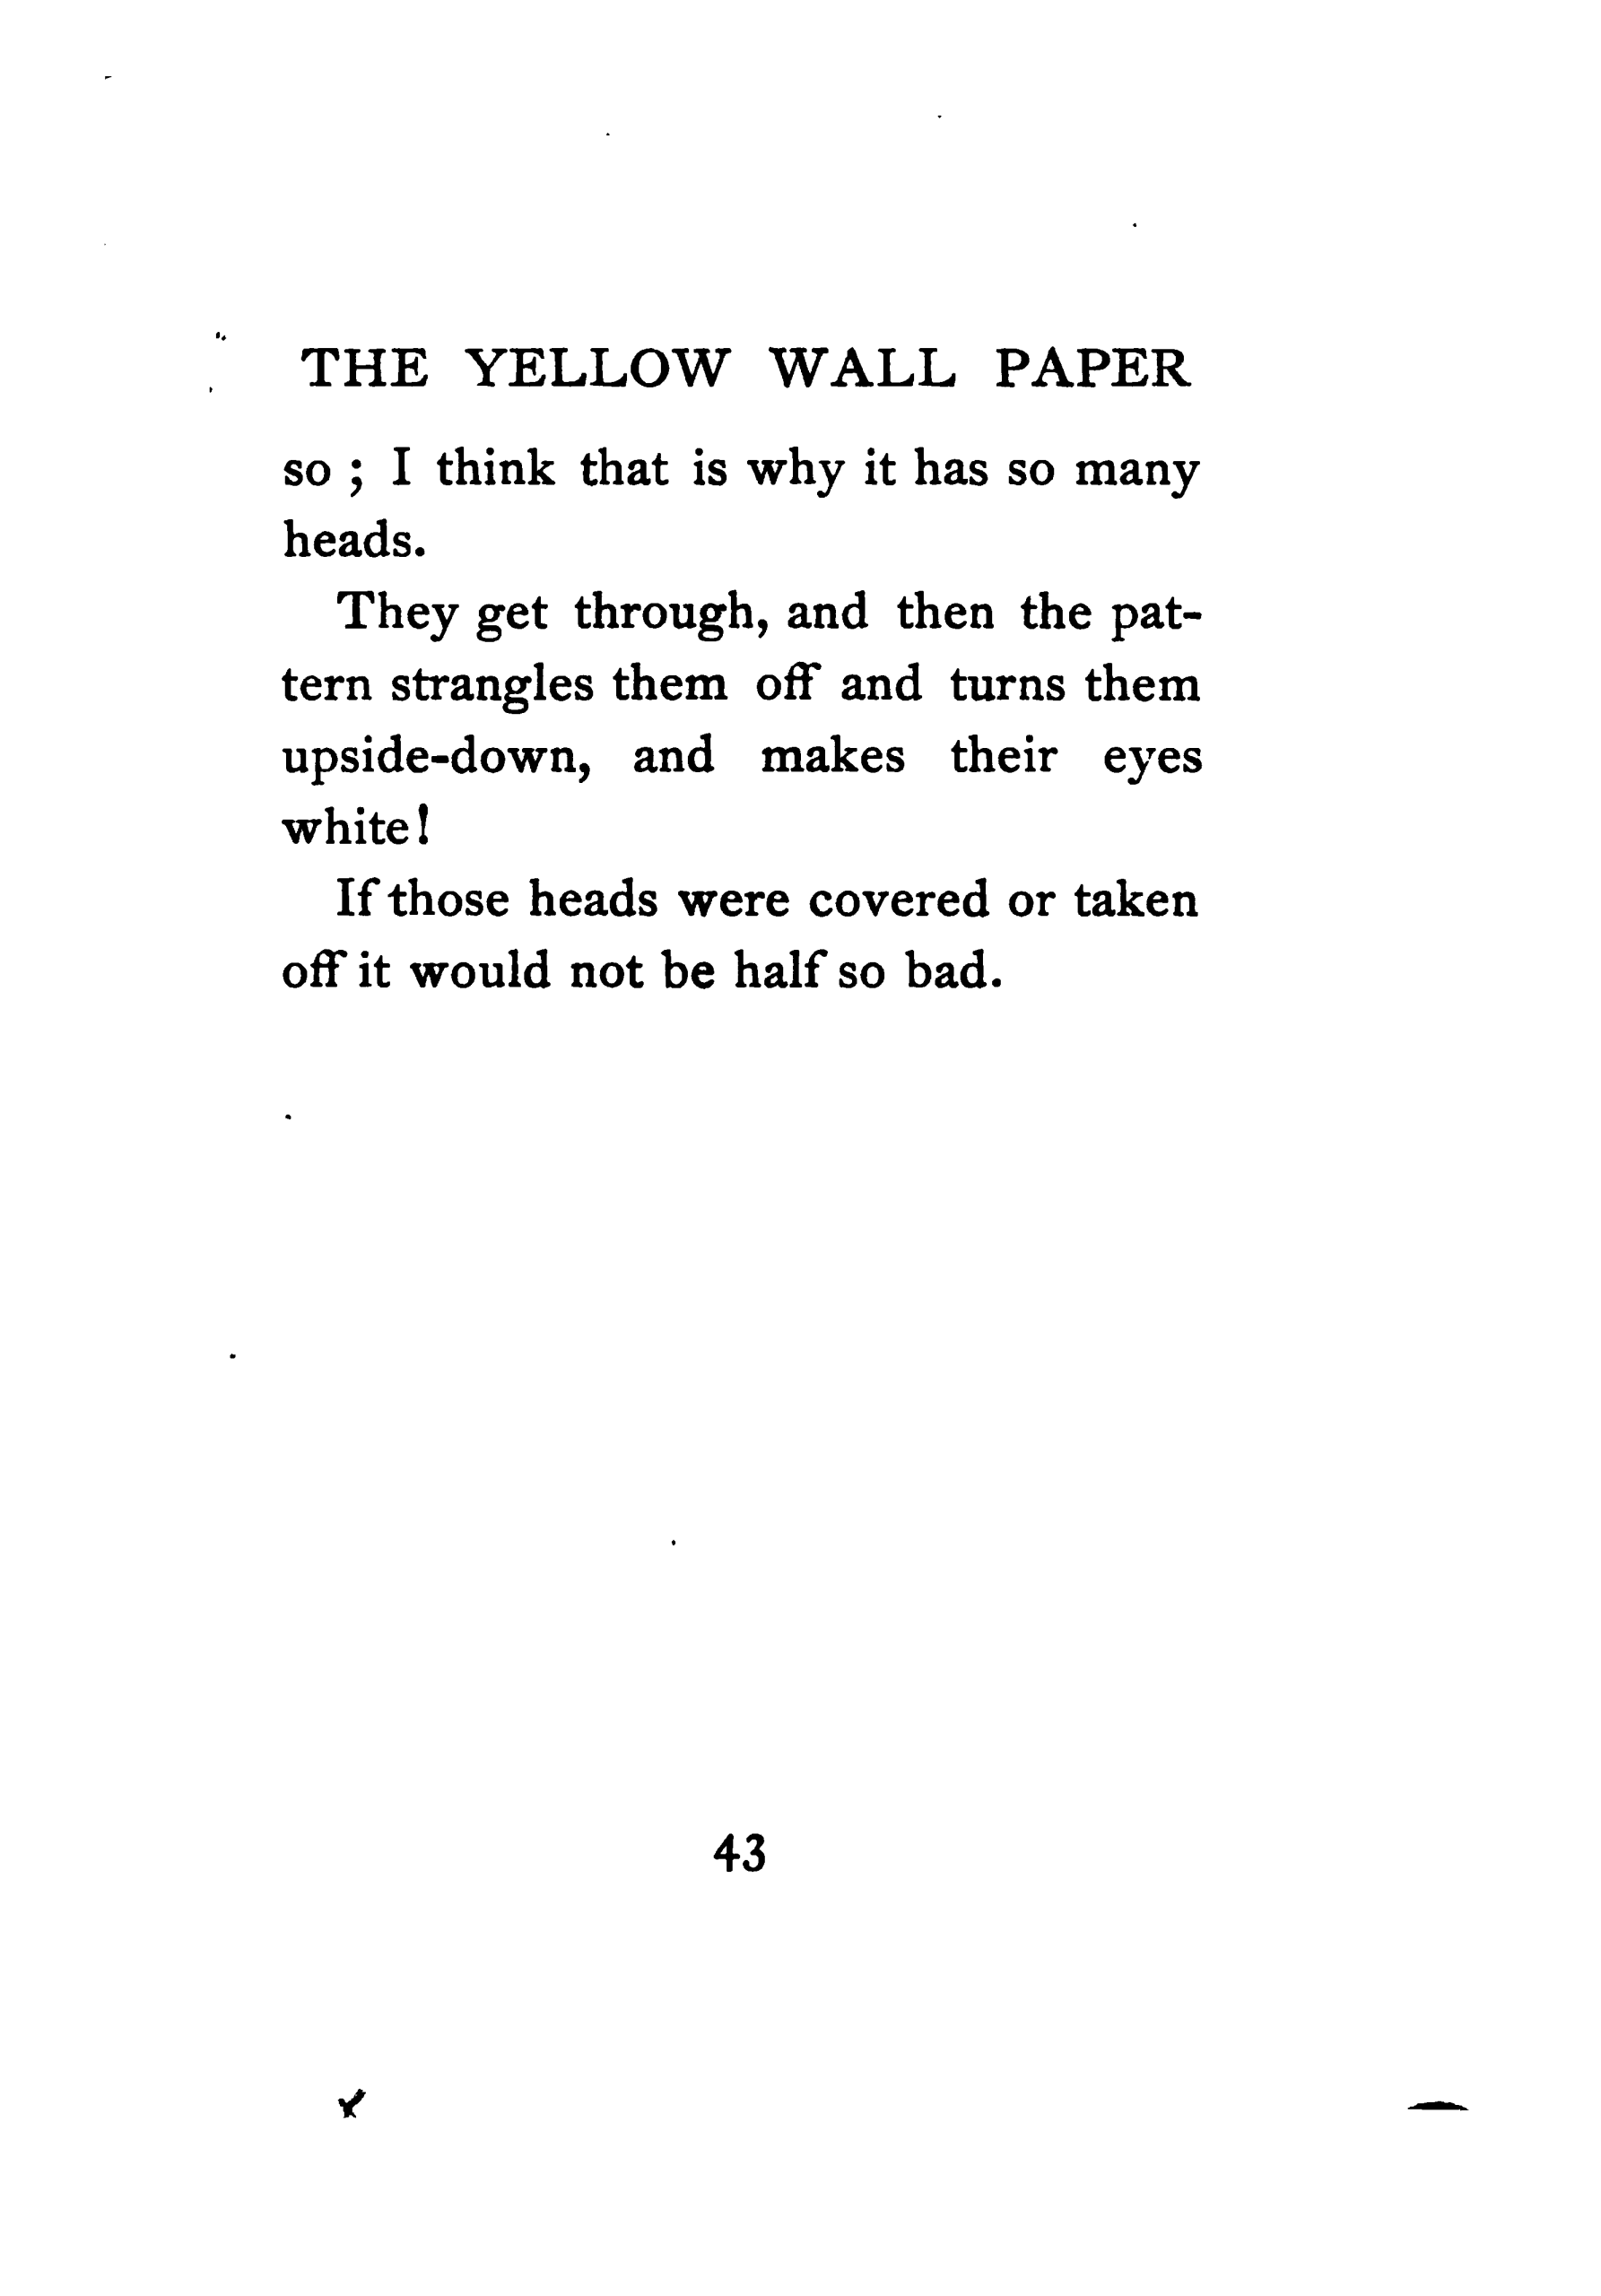 THE YELLOW WALL PAPER
so ; I think that is why it has so many
heads.
They get through, and then the pat-
tern strangles them off and turns them
upside-down, and makes their eyes
white!
If those heads were covered or taken
off it would not be half so bad.
43